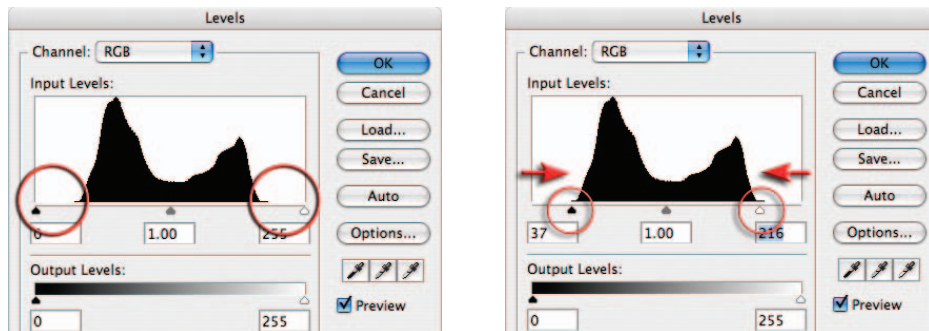 Levels
Channel: RGB
OK
Input Levels:
Cancel
Load...
Save...
Auto
0 1.00 255
Options...
Output Levels:
Preview
0 255
Levels
Channel: RGB
OK
Input Levels:
Cancel
Load...
Save...
Auto
37 1.00 216
Options...
Output Levels:
Preview
0 255